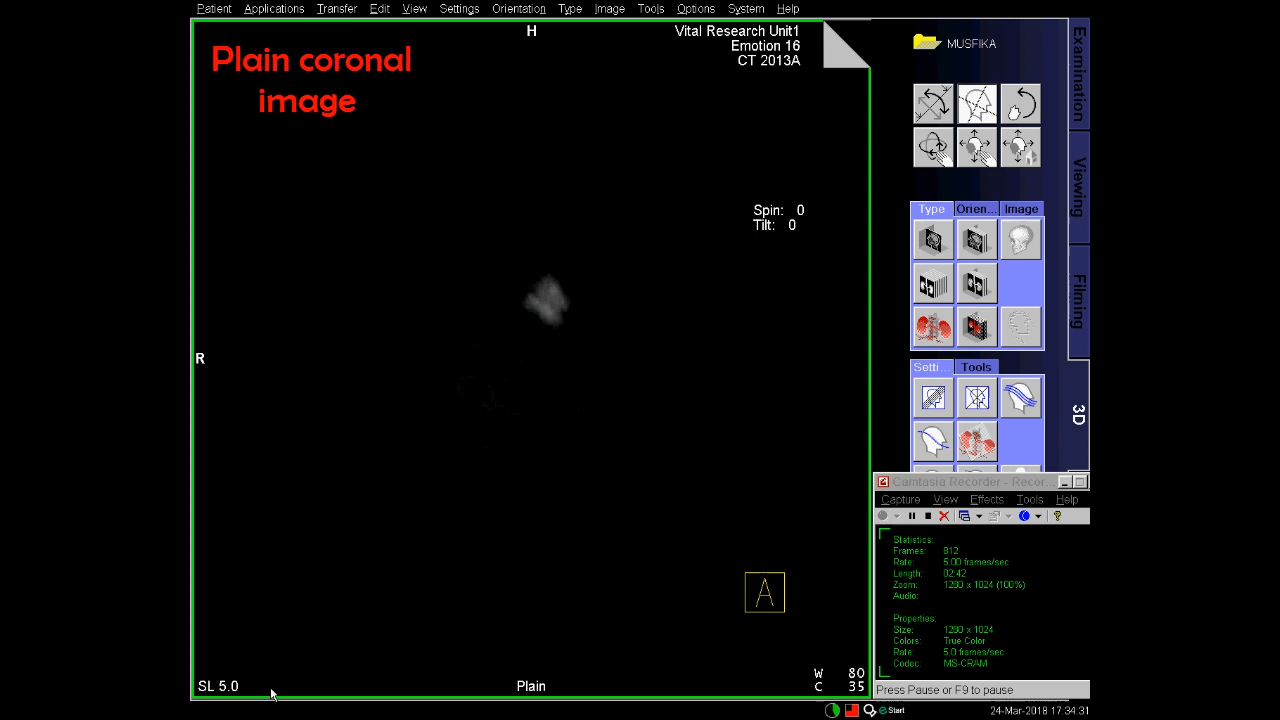 Patient Applications Transfer Edit View Settings Orientation Type Image Tools Options System Help
Plain coronal
image
H
Vital Research Unit1
Emotion 16
CT 2013A
MUSFIKA
Examination
Viewing
Filming
3D
Spin: 0
Tilt: 0
Type Orien... Image
R
Setti... Tools
A
SL 5.0
Plain
W 80
C 35
Camtasia Recorder - Recor...
Capture View Effects Tools Help
Statistics:
Frames: 812
Rate: 5.00 frames/sec
Length: 02:42
Zoom: 1280 x 1024 (100%)
Audio:
Properties:
Size: 1280 x 1024
Colors: True Color
Rate: 5.0 frames/sec
Codec: MS-CRAM
Press Pause or F9 to pause
Start
24-Mar-2018 17:34:31